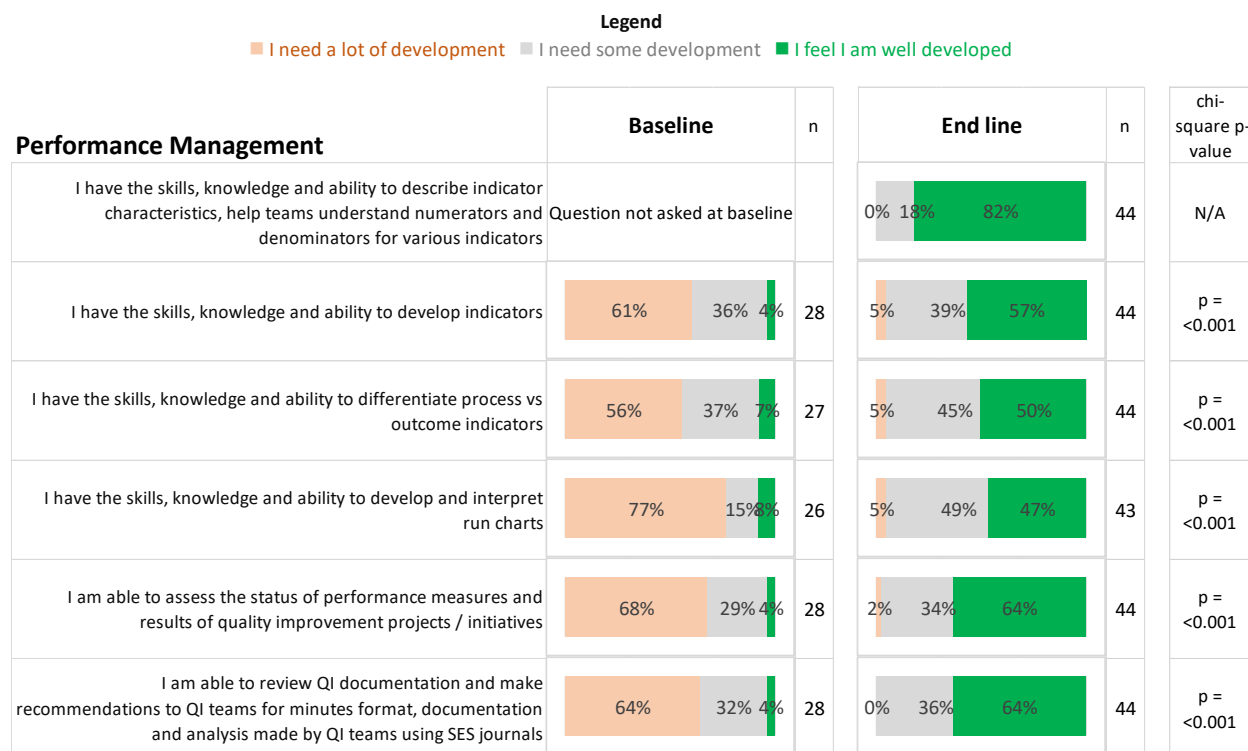 Legend
I need a lot of development I need some development I feel I am well developed
Performance Management
Baseline
n
End line
n
chi-
square p-
value
I have the skills, knowledge and ability to describe indicator
characteristics, help teams understand numerators and
denominators for various indicators
Question not asked at baseline
0% 18% 82%
44
N/A
I have the skills, knowledge and ability to develop indicators
61% 36% 4%
28
5% 39% 57%
44
p =
<0.001
I have the skills, knowledge and ability to differentiate process vs
outcome indicators
56% 37% 7%
27
5% 45% 50%
44
p =
<0.001
I have the skills, knowledge and ability to develop and interpret
run charts
77% 15% 8%
26
5% 49% 47%
43
p =
<0.001
I am able to assess the status of performance measures and
results of quality improvement projects / initiatives
68% 29% 4%
28
2% 34% 64%
44
p =
<0.001
I am able to review QI documentation and make
recommendations to QI teams for minutes format, documentation
and analysis made by QI teams using SES journals
64% 32% 4%
28
0% 36% 64%
44
p =
<0.001